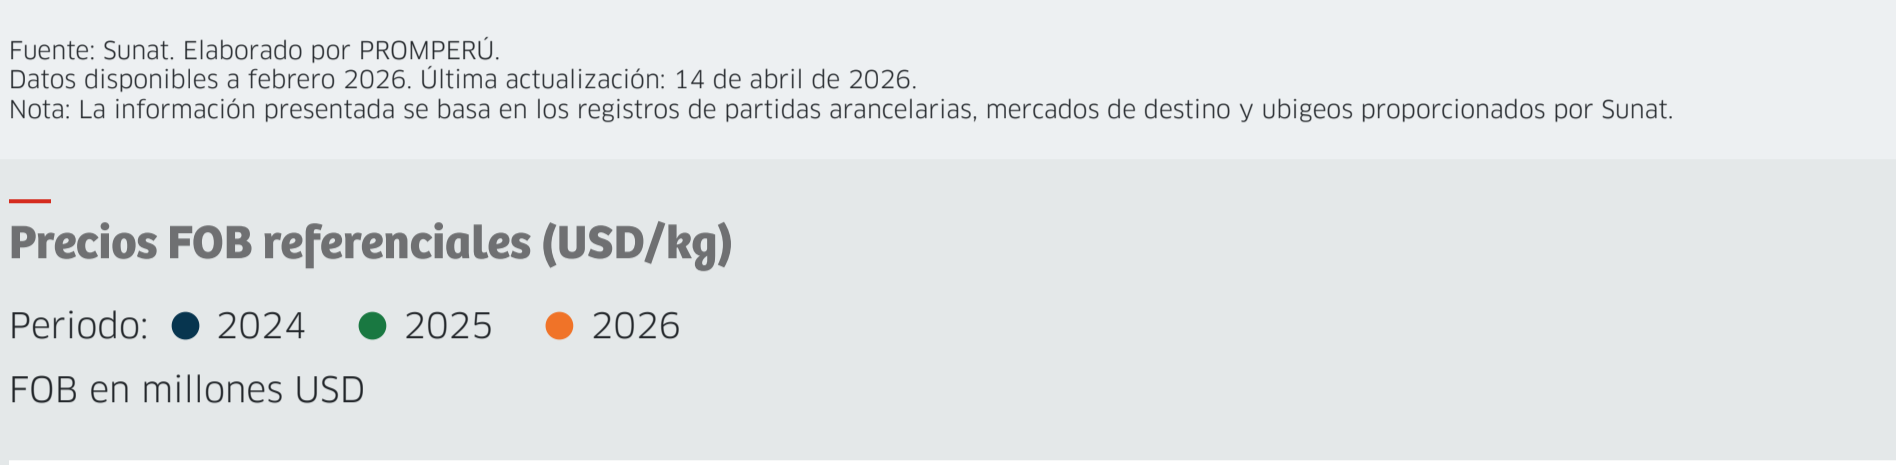 Fuente: Sunat. Elaborado por PROMPERÚ.
Datos disponibles a febrero 2026. Última actualización: 14 de abril de 2026.
Nota: La información presentada se basa en los registros de partidas arancelarias, mercados de destino y ubigeos proporcionados por Sunat.
Precios FOB referenciales (USD/kg)
Periodo: 2024 2025 2026
FOB en millones USD